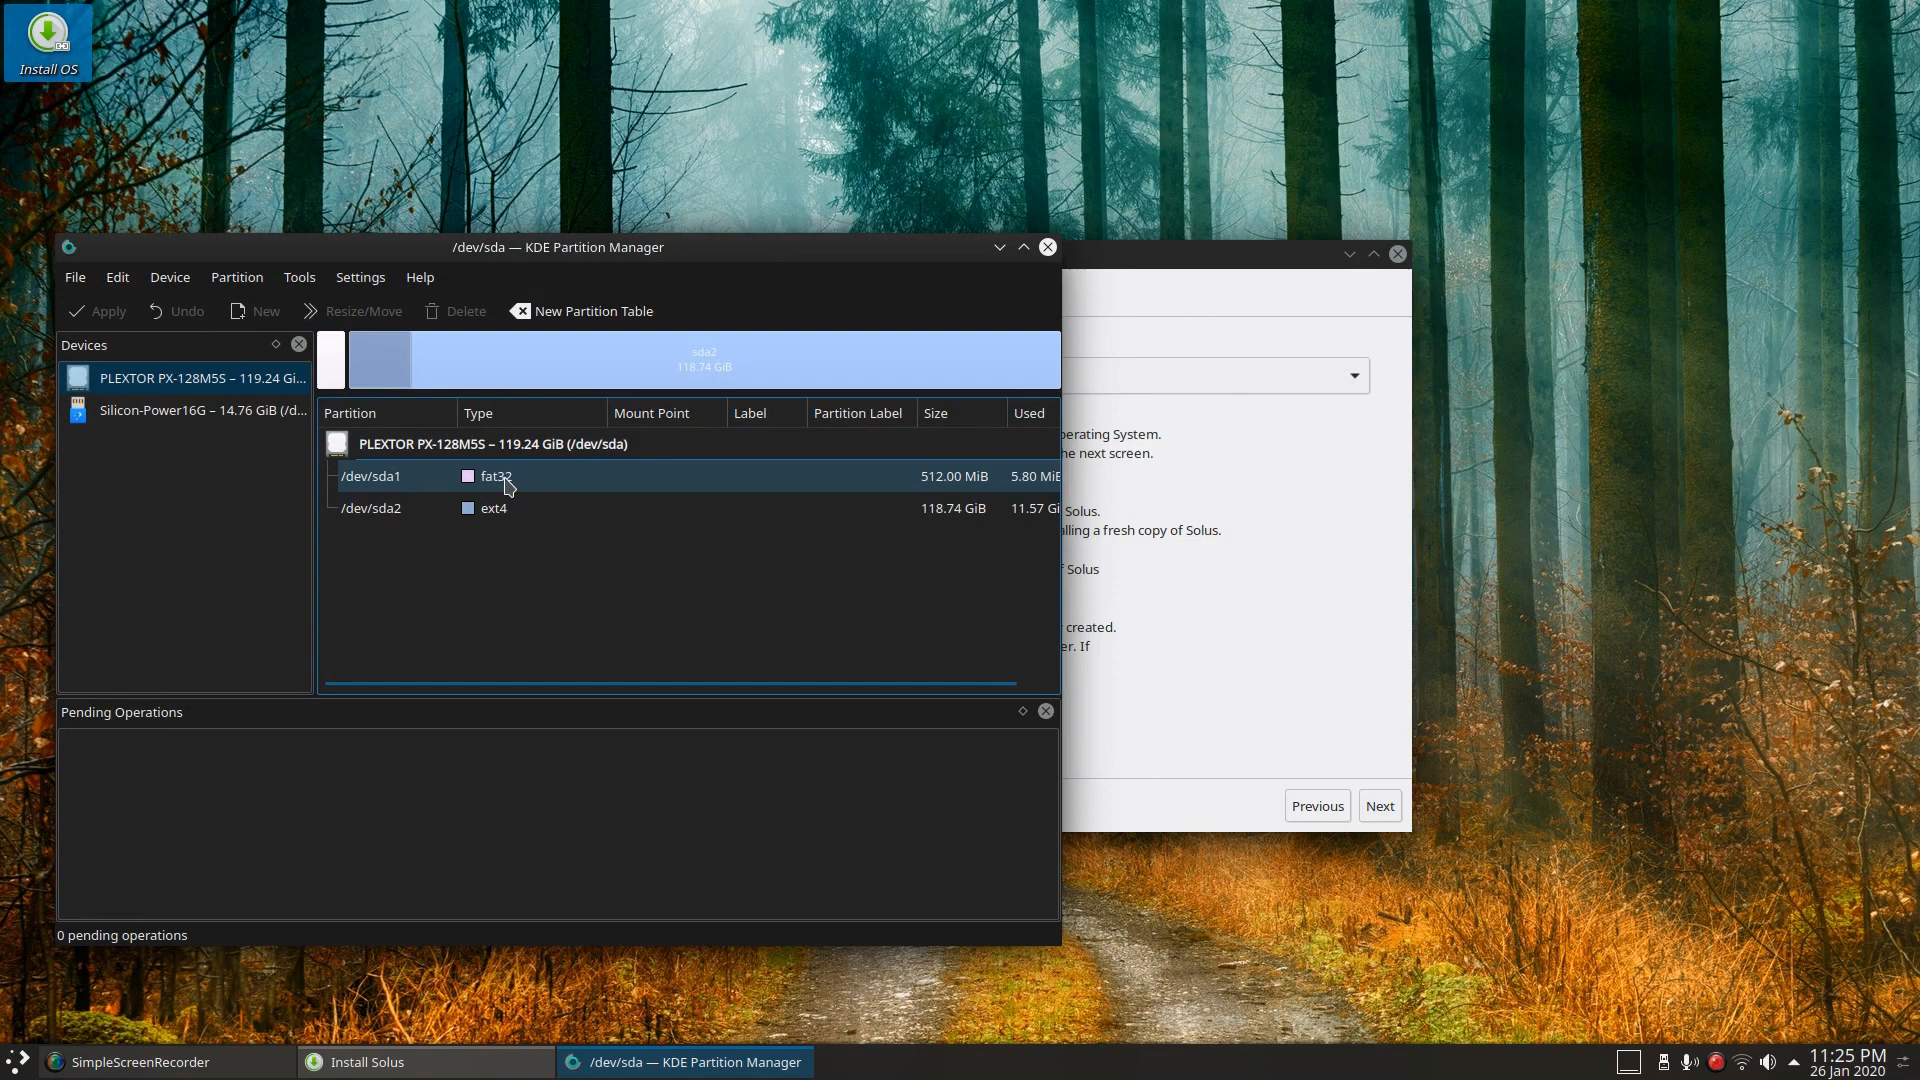 Install OS
/dev/sda — KDE Partition Manager
File Edit Device Partition Tools Settings Help
Apply Undo New Resize/Move Delete New Partition Table
Devices
PLEXTOR PX-128M5S – 119.24 Gi...
Silicon-Power16G – 14.76 GiB (/d...
sda2
118.74 GiB
Partition Type Mount Point Label Partition Label Size Used
PLEXTOR PX-128M5S – 119.24 GiB (/dev/sda)
/dev/sda1 fat32 512.00 MiB 5.80 MiB
/dev/sda2 ext4 118.74 GiB 11.57 Gi
Pending Operations
0 pending operations
erating System.
ne next screen.
Solus.
lling a fresh copy of Solus.
f Solus
created.
er. If
Previous Next
SimpleScreenRecorder
Install Solus
/dev/sda — KDE Partition Manager
11:25 PM
26 Jan 2020